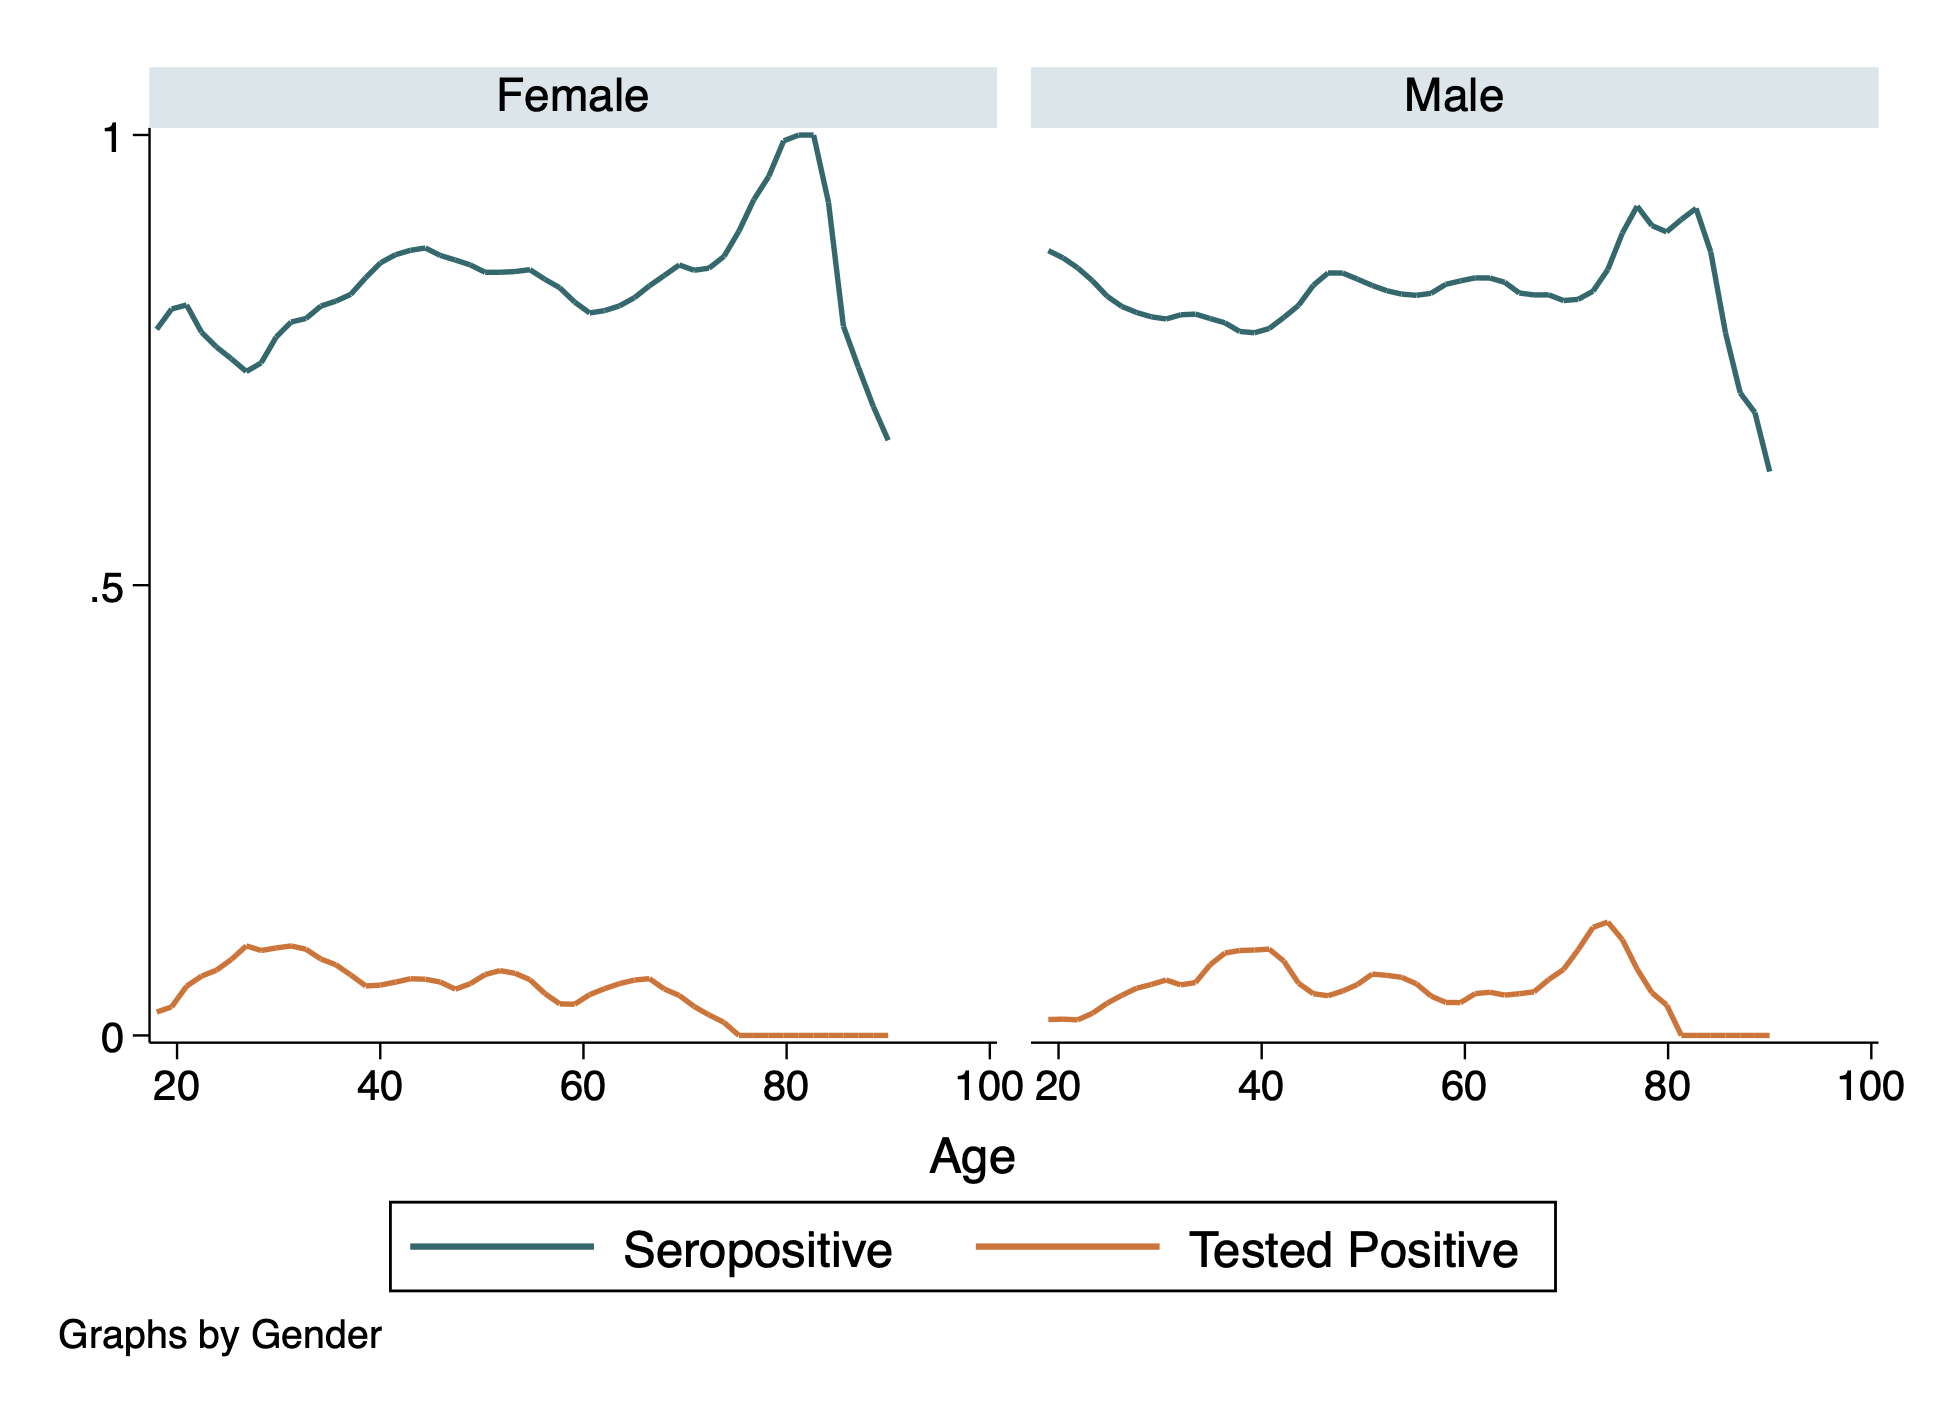 Female Male
1
.5
0
20 40 60 80 100 20 40 60 80 100
Age
Seropositive Tested Positive
Graphs by Gender